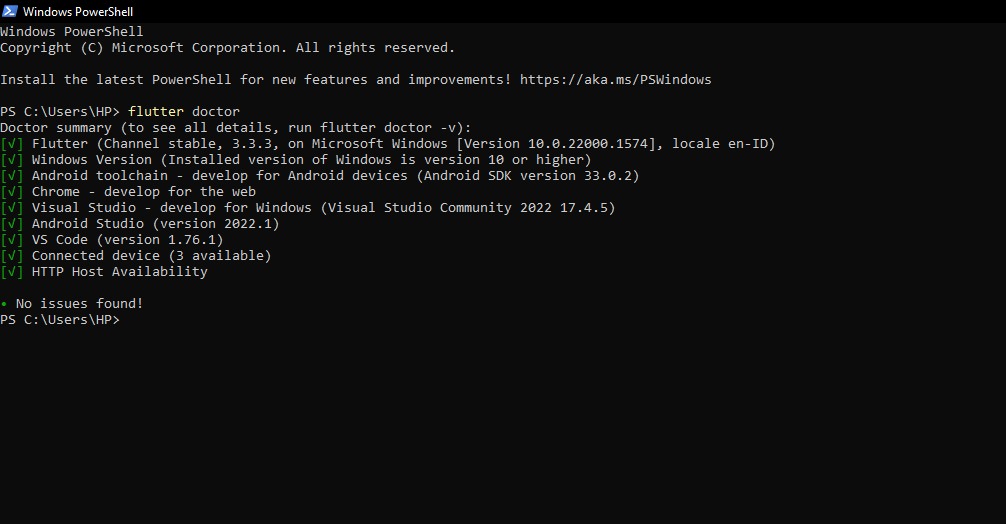 Windows PowerShell
Windows PowerShell
Copyright (C) Microsoft Corporation. All rights reserved.
Install the latest PowerShell for new features and improvements! https://aka.ms/PSWindows
PS C:\Users\HP> flutter doctor
Doctor summary (to see all details, run flutter doctor -v):
[√] Flutter (Channel stable, 3.3.3, on Microsoft Windows [Version 10.0.22000.1574], locale en-ID)
[√] Windows Version (Installed version of Windows is version 10 or higher)
[√] Android toolchain - develop for Android devices (Android SDK version 33.0.2)
[√] Chrome - develop for the web
[√] Visual Studio - develop for Windows (Visual Studio Community 2022 17.4.5)
[√] Android Studio (version 2022.1)
[√] VS Code (version 1.76.1)
[√] Connected device (3 available)
[√] HTTP Host Availability
• No issues found!
PS C:\Users\HP>